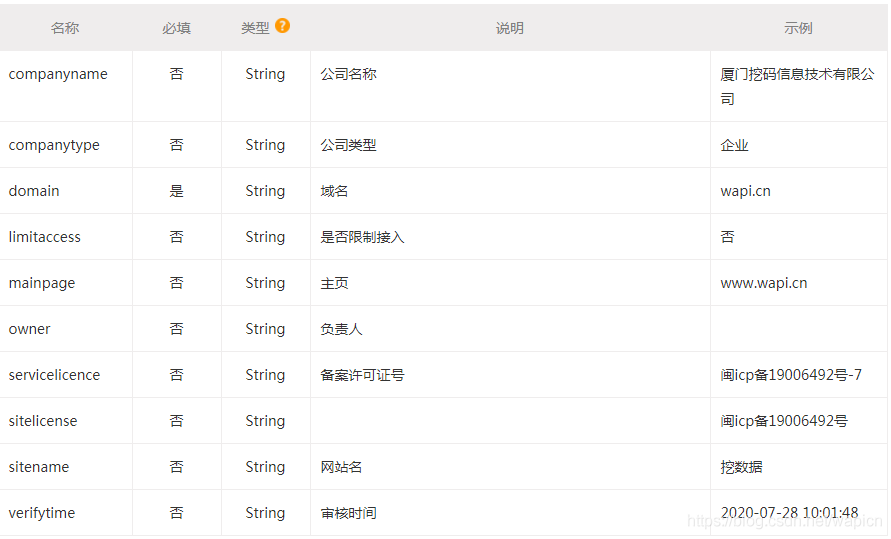 名称 必填 类型 ? 说明 示例
companyname 否 String 公司名称 厦门挖码信息技术有限公
司
companytype 否 String 公司类型 企业
domain 是 String 域名 wapi.cn
limitaccess 否 String 是否限制接入 否
mainpage 否 String 主页 www.wapi.cn
owner 否 String 负责人
servicelicence 否 String 备案许可证号 闽icp备19006492号-7
sitelicense 否 String 闽icp备19006492号
sitename 否 String 网站名 挖数据
verifytime 否 String 审核时间 2020-07-28 10:01:48
https://blog.csdn.net/wapicn